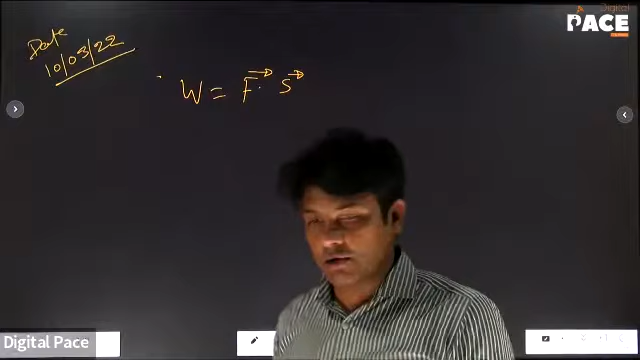 Date
10/03/22
W = F⃗ · S⃗
Digital
PACE
Digital Pace